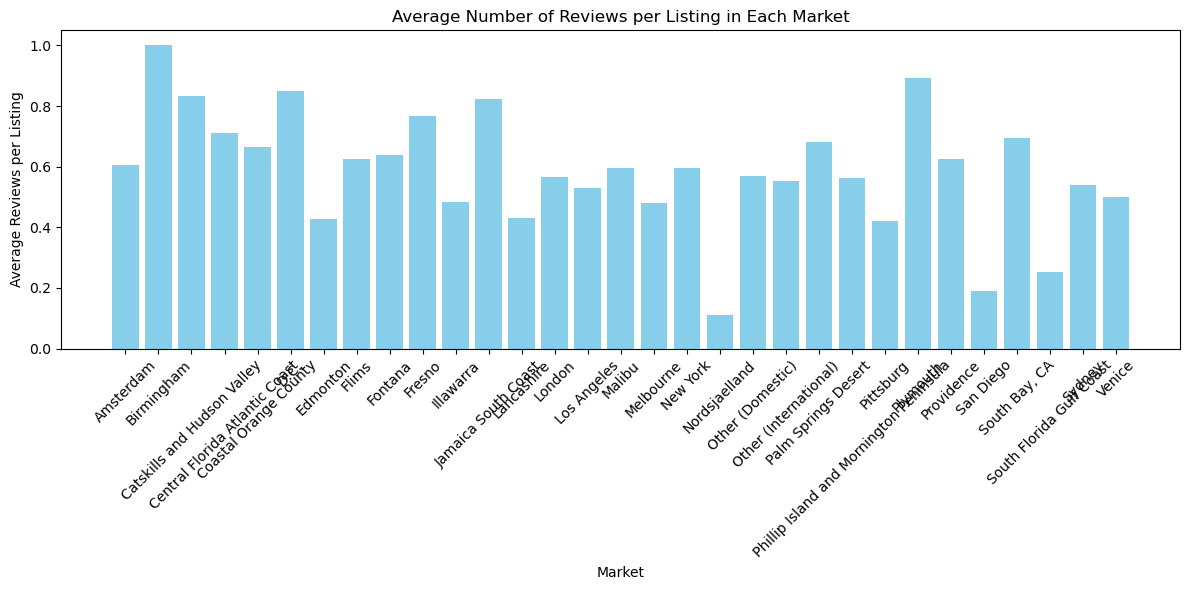 Average Number of Reviews per Listing in Each Market
Average Reviews per Listing
1.0
0.8
0.6
0.4
0.2
0.0
Amsterdam
Birmingham
Catskills and Hudson Valley
Central Florida Atlantic Coast
Coastal Orange County
Edmonton
Flims
Fontana
Fresno
Illawarra
Jamaica South Coast
Lancashire
London
Los Angeles
Malibu
Melbourne
New York
Nordsjaelland
Other (Domestic)
Other (International)
Palm Springs Desert
Phillip Island and Mornington Peninsula
Pittsburg
Plymouth
Providence
San Diego
South Bay, CA
South Florida Gulf Coast
Sydney
Venice
Market